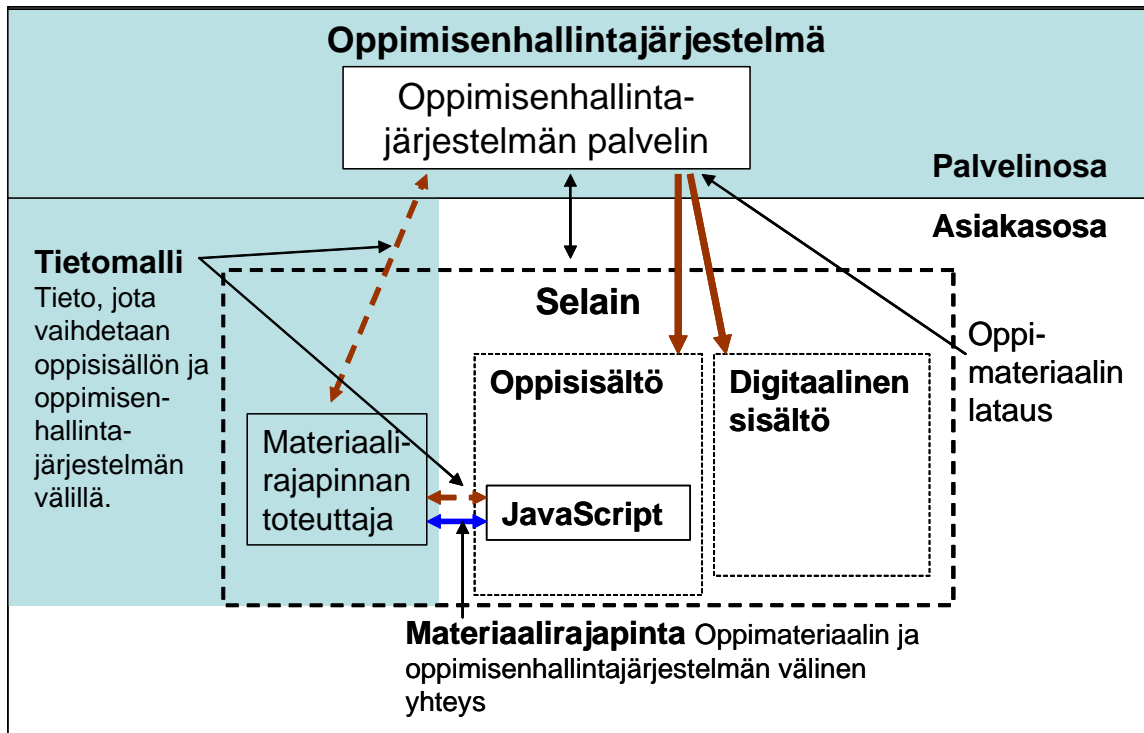 Oppimisenhallintajärjestelmä
Oppimisenhallinta-
järjestelmän palvelin
Palvelinosa
Asiakasosa
Tietomalli
Tieto, jota
vaihdetaan
oppisisällön ja
oppimisen-
hallinta-
järjestelmän
välillä.
Selain
Oppisisältö
Digitaalinen
sisältö
Oppi-
materiaalin
lataus
Materiaali-
rajapinnan
toteuttaja
JavaScript
Materiaalirajapinta Oppimateriaalin ja
oppimisenhallintajärjestelmän välinen
yhteys